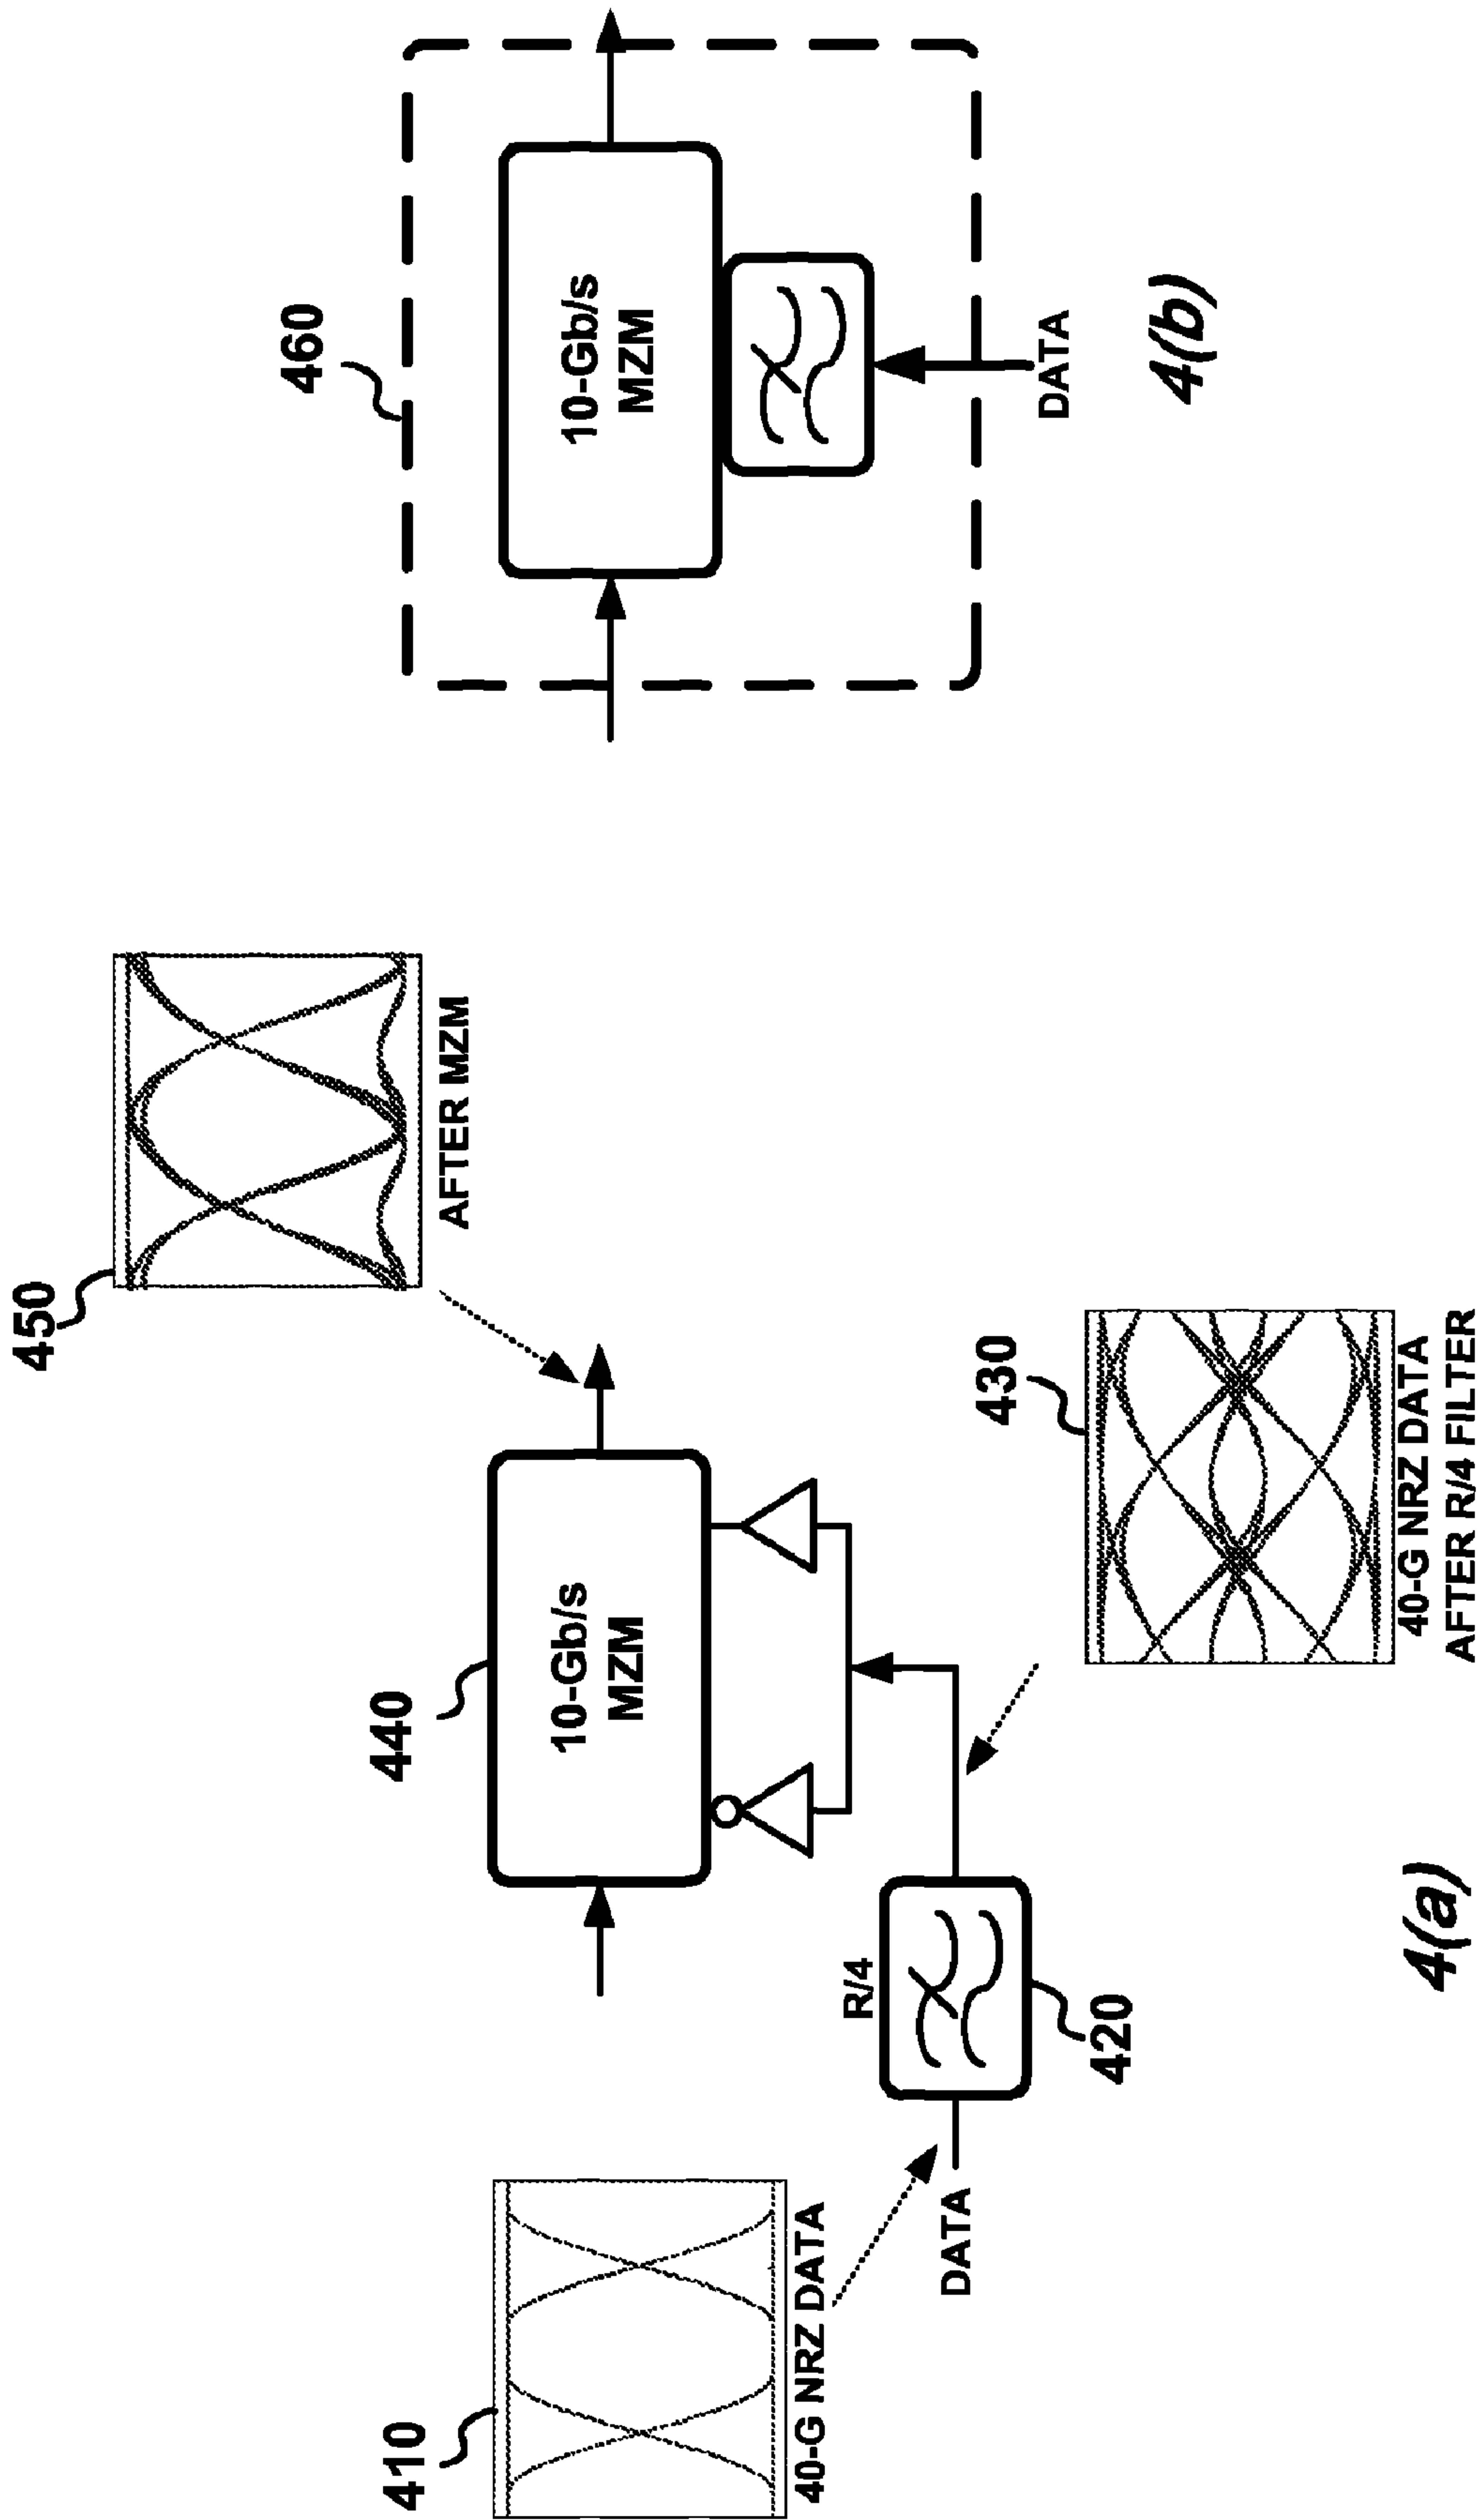 410
40-G NRZ DATA
DATA
R/4
420
440
10-Gb/s
MZM
430
40-G NRZ DATA
AFTER R/4 FILTER
450
AFTER MZM
4(a)
460
10-Gb/s
MZM
DATA
4(b)